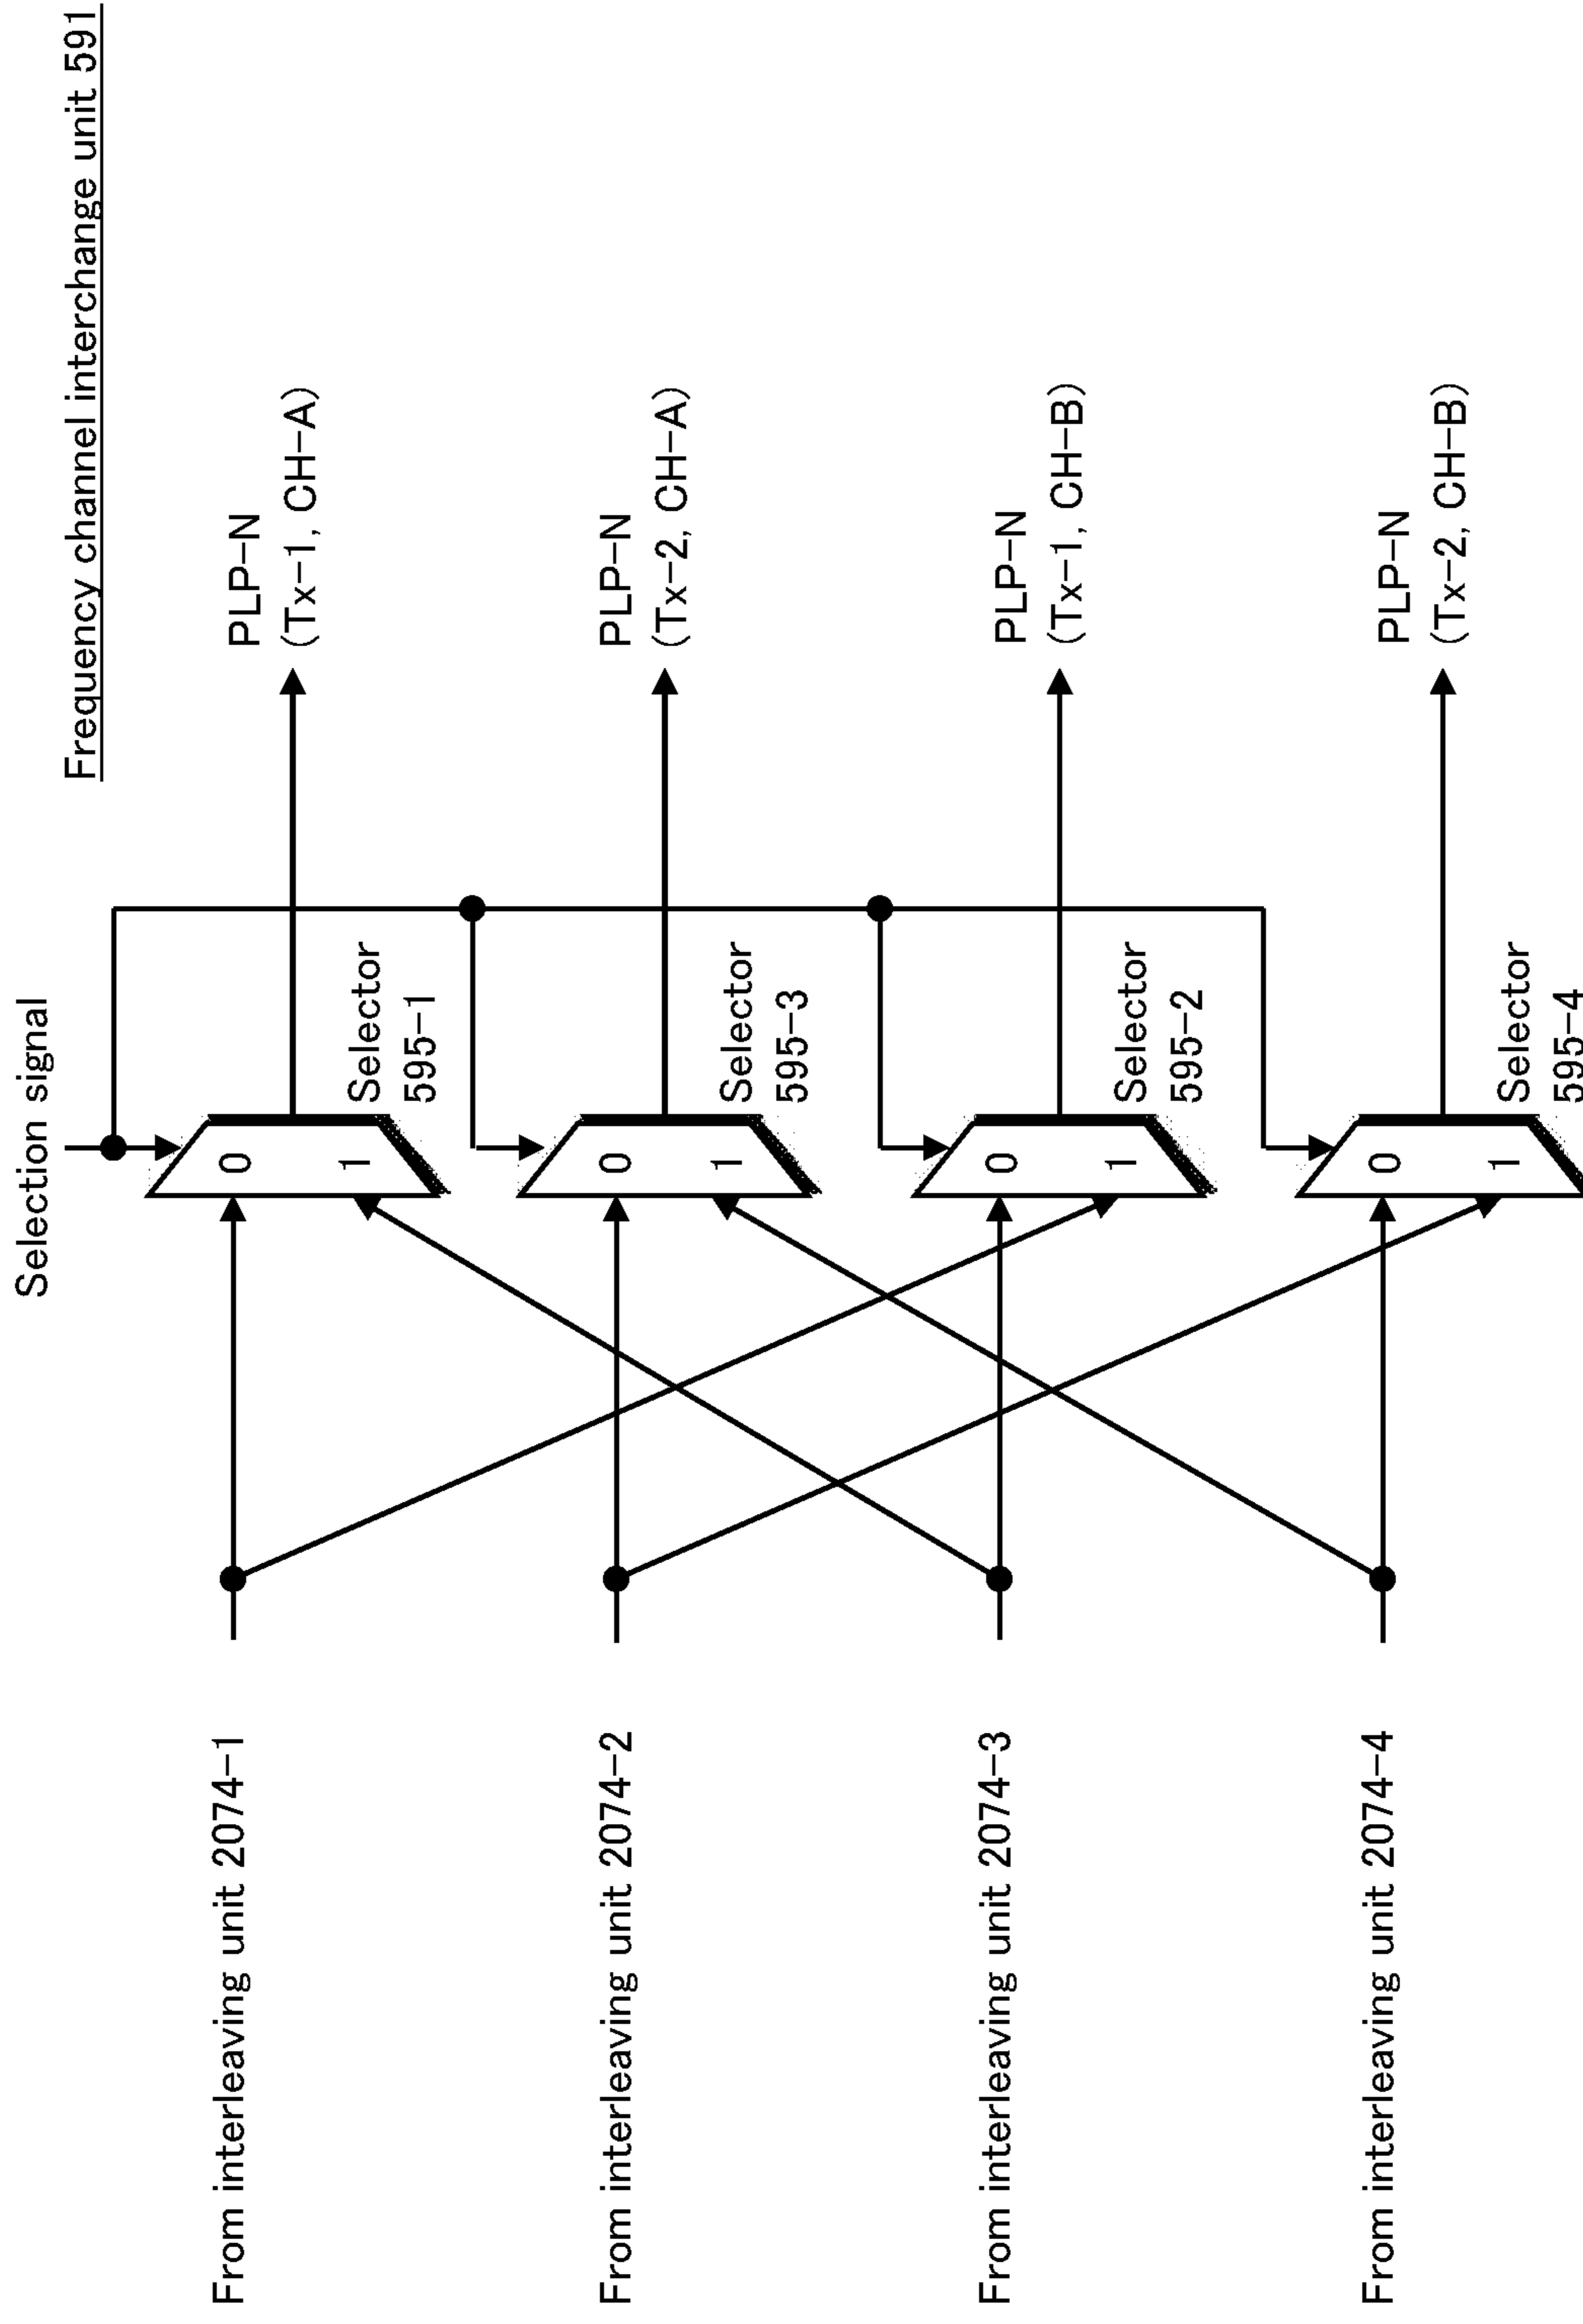 Frequency channel interchange unit 591
Selection signal
From interleaving unit 2074-1
0
1
Selector
595-1
PLP-N
(Tx-1, CH-A)
From interleaving unit 2074-2
0
1
Selector
595-3
PLP-N
(Tx-2, CH-A)
From interleaving unit 2074-3
0
1
Selector
595-2
PLP-N
(Tx-1, CH-B)
From interleaving unit 2074-4
0
1
Selector
595-4
PLP-N
(Tx-2, CH-B)